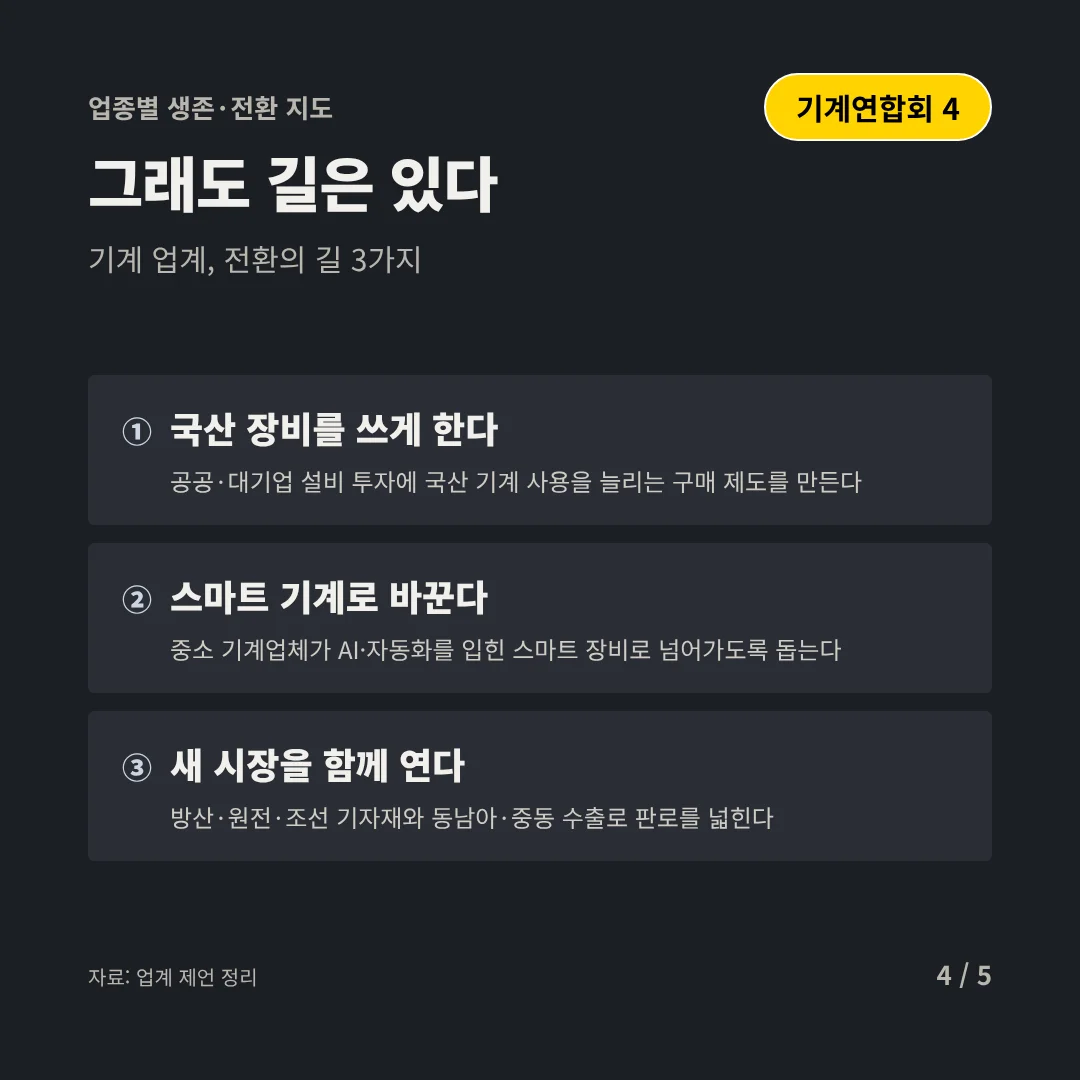 업종별 생존·전환 지도
기계연합회 4
그래도 길은 있다
기계 업계, 전환의 길 3가지
① 국산 장비를 쓰게 한다
공공·대기업 설비 투자에 국산 기계 사용을 늘리는 구매 제도를 만든다
② 스마트 기계로 바꾼다
중소 기계업체가 AI·자동화를 입힌 스마트 장비로 넘어가도록 돕는다
③ 새 시장을 함께 연다
방산·원전·조선 기자재와 동남아·중동 수출로 판로를 넓힌다
자료: 업계 제언 정리
4 / 5